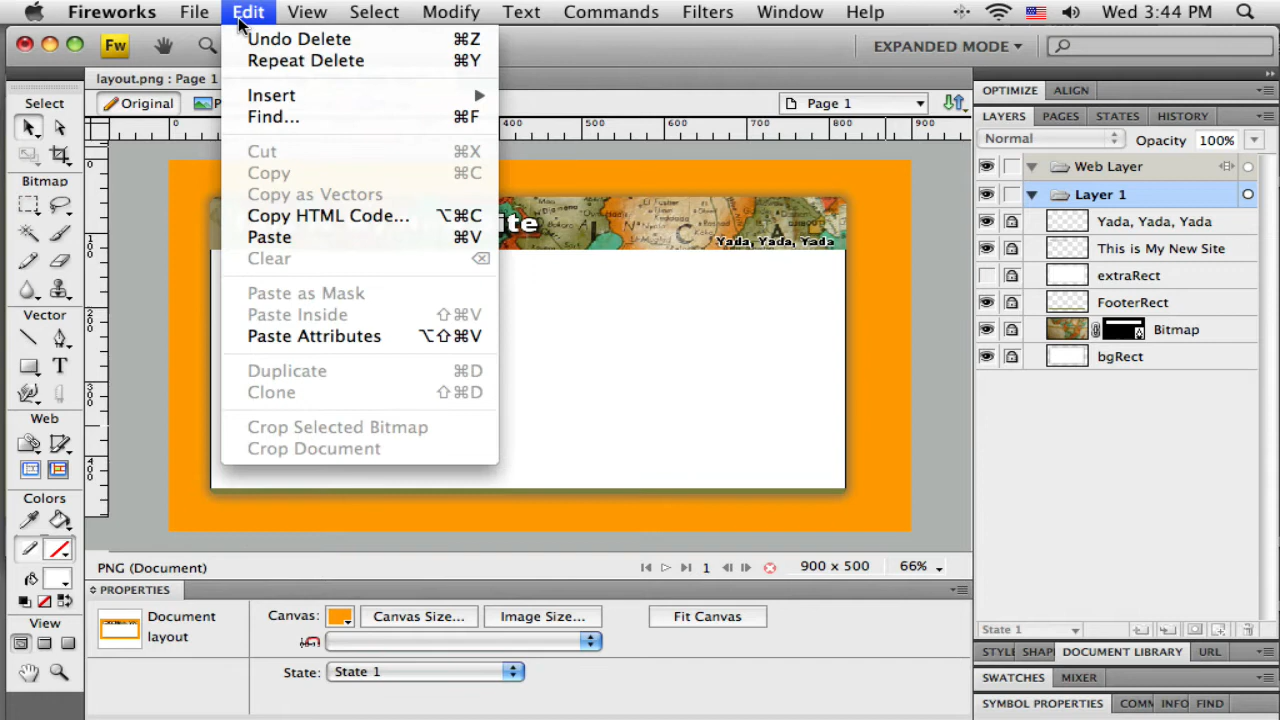 Fireworks File Edit View Select Modify Text Commands Filters Window Help Wed 3:44 PM
Fw EXPANDED MODE
layout.png : Page 1
Original Page 1
Undo Delete ⌘Z
Repeat Delete ⌘Y
Insert
Find... ⌘F
Cut ⌘X
Copy ⌘C
Copy as Vectors
Copy HTML Code... ⌥⌘C
Paste ⌘V
Clear
Paste as Mask
Paste Inside ⇧⌘V
Paste Attributes ⌥⇧⌘V
Duplicate ⌘D
Clone ⇧⌘D
Crop Selected Bitmap
Crop Document
Select
Bitmap
Vector
Web
Colors
View
0 400 500 600 700 800 900
0
100
300
400
Yada, Yada, Yada
OPTIMIZE ALIGN
LAYERS PAGES STATES HISTORY
Normal Opacity 100%
Web Layer
Layer 1
Yada, Yada, Yada
This is My New Site
extraRect
FooterRect
Bitmap
bgRect
State 1
STYL SHAP DOCUMENT LIBRARY URL
SWATCHES MIXER
SYMBOL PROPERTIES COMM INFO FIND
PNG (Document) 1 900 x 500 66%
PROPERTIES
Document
layout
Canvas: Canvas Size... Image Size... Fit Canvas
State: State 1